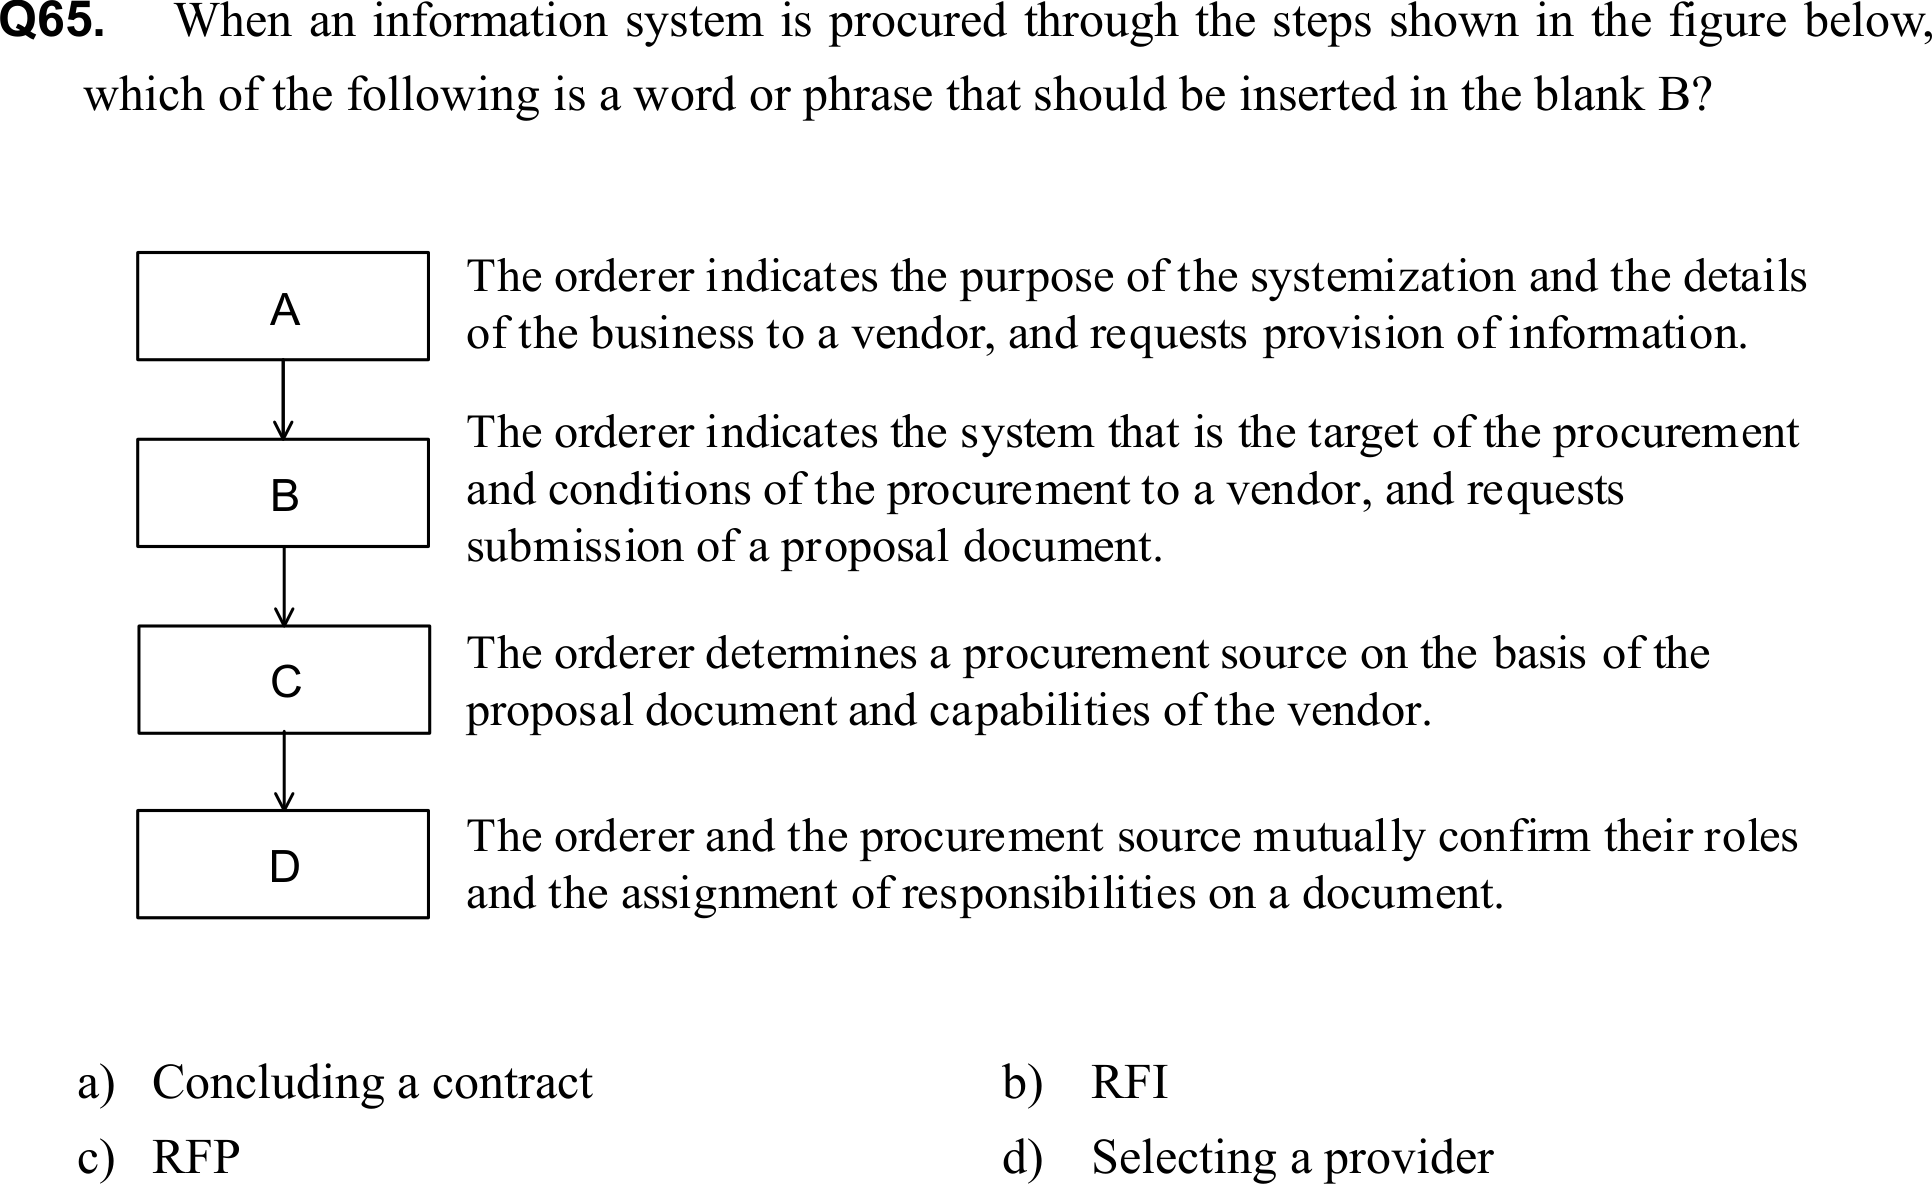 Q65. When an information system is procured through the steps shown in the figure below,
which of the following is a word or phrase that should be inserted in the blank B?
A
The orderer indicates the purpose of the systemization and the details
of the business to a vendor, and requests provision of information.
B
The orderer indicates the system that is the target of the procurement
and conditions of the procurement to a vendor, and requests
submission of a proposal document.
C
The orderer determines a procurement source on the basis of the
proposal document and capabilities of the vendor.
D
The orderer and the procurement source mutually confirm their roles
and the assignment of responsibilities on a document.
a) Concluding a contract b) RFI
c) RFP d) Selecting a provider